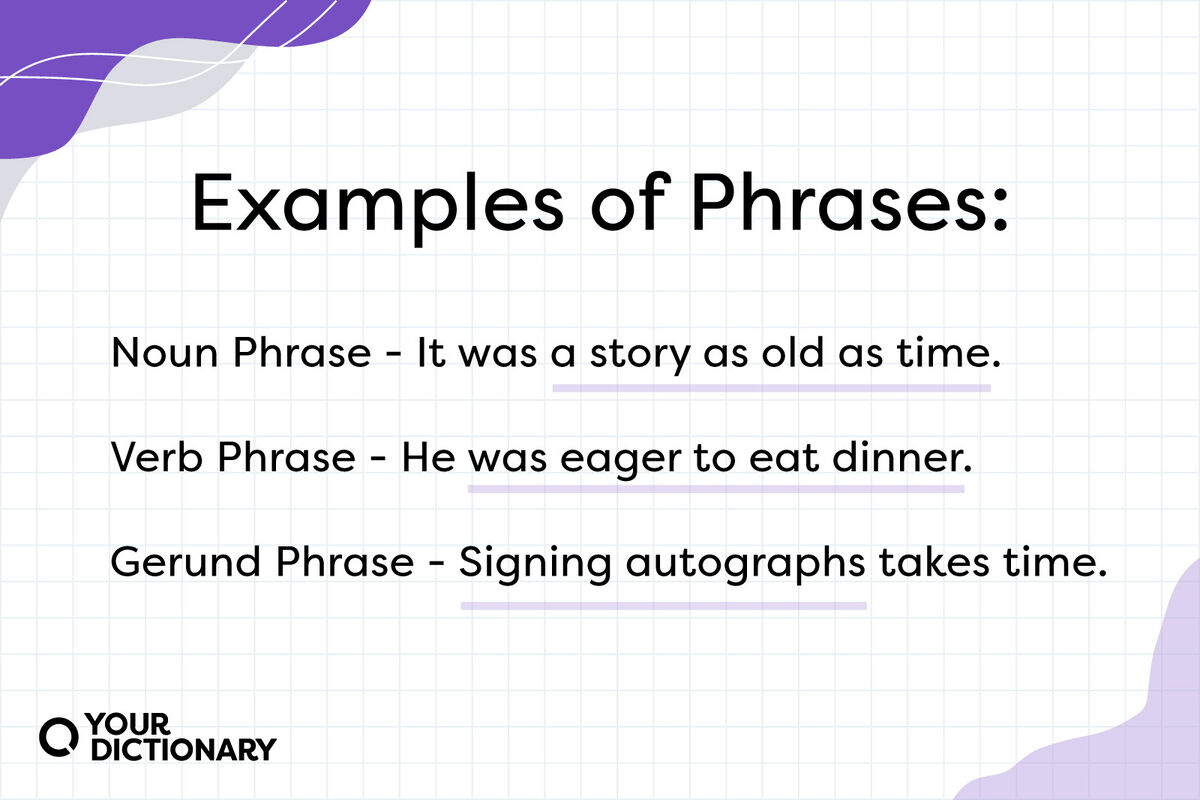 Examples of Phrases:
Noun Phrase - It was a story as old as time.
Verb Phrase - He was eager to eat dinner.
Gerund Phrase - Signing autographs takes time.
YOUR
DICTIONARY